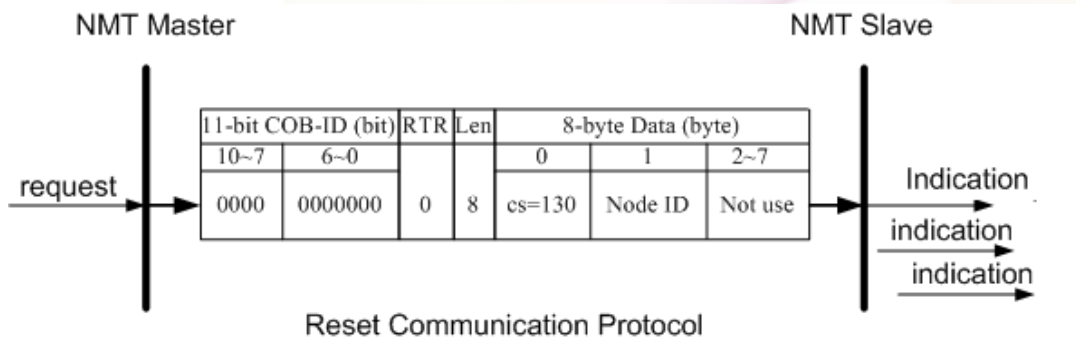 NMT Master
NMT Slave
11-bit COB-ID (bit) RTR Len 8-byte Data (byte)
10~7 6~0 0 1 2~7
request
0000 0000000 0 8 cs=130 Node ID Not use
Indication
indication
indication
Reset Communication Protocol